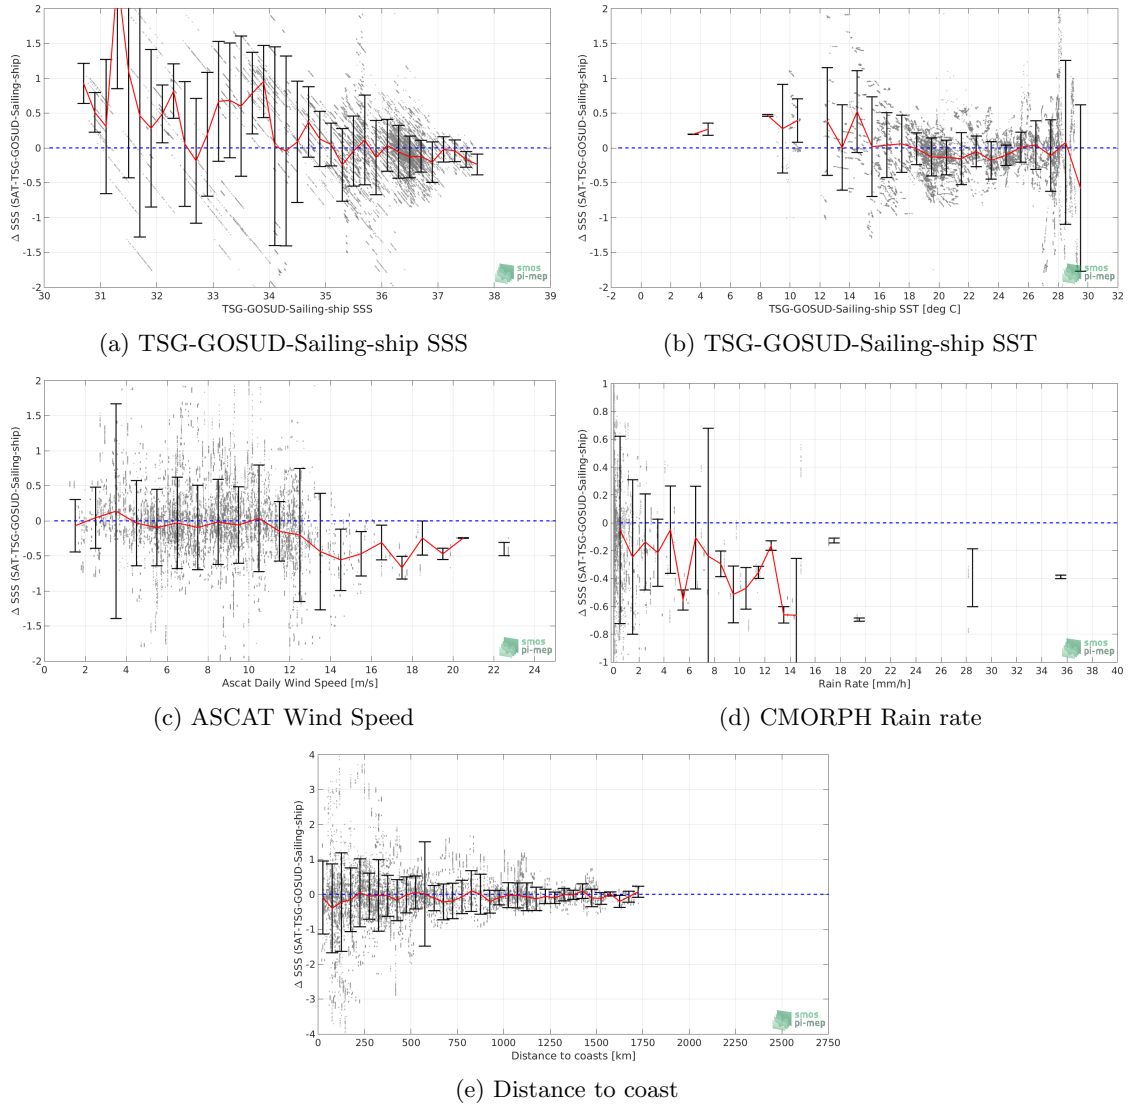 2
1.5
1
0.5
0
-0.5
-1
-1.5
-2
Δ SSS (SAT-TSG-GOSUD-Sailing-ship)
30 31 32 33 34 35 36 37 38 39
TSG-GOSUD-Sailing-ship SSS
smos
pi-mep
(a) TSG-GOSUD-Sailing-ship SSS
2
1.5
1
0.5
0
-0.5
-1
-1.5
-2
Δ SSS (SAT-TSG-GOSUD-Sailing-ship)
-2 0 2 4 6 8 10 12 14 16 18 20 22 24 26 28 30 32
TSG-GOSUD-Sailing-ship SST [deg C]
smos
pi-mep
(b) TSG-GOSUD-Sailing-ship SST
2
1.5
1
0.5
0
-0.5
-1
-1.5
-2
Δ SSS (SAT-TSG-GOSUD-Sailing-ship)
0 2 4 6 8 10 12 14 16 18 20 22 24
Ascat Daily Wind Speed [m/s]
smos
pi-mep
(c) ASCAT Wind Speed
1
0.8
0.6
0.4
0.2
0
-0.2
-0.4
-0.6
-0.8
-1
Δ SSS (SAT-TSG-GOSUD-Sailing-ship)
0 2 4 6 8 10 12 14 16 18 20 22 24 26 28 30 32 34 36 38 40
Rain Rate [mm/h]
smos
pi-mep
(d) CMORPH Rain rate
4
3
2
1
0
-1
-2
-3
-4
Δ SSS (SAT-TSG-GOSUD-Sailing-ship)
0 250 500 750 1000 1250 1500 1750 2000 2250 2500 2750
Distance to coasts [km]
smos
pi-mep
(e) Distance to coast